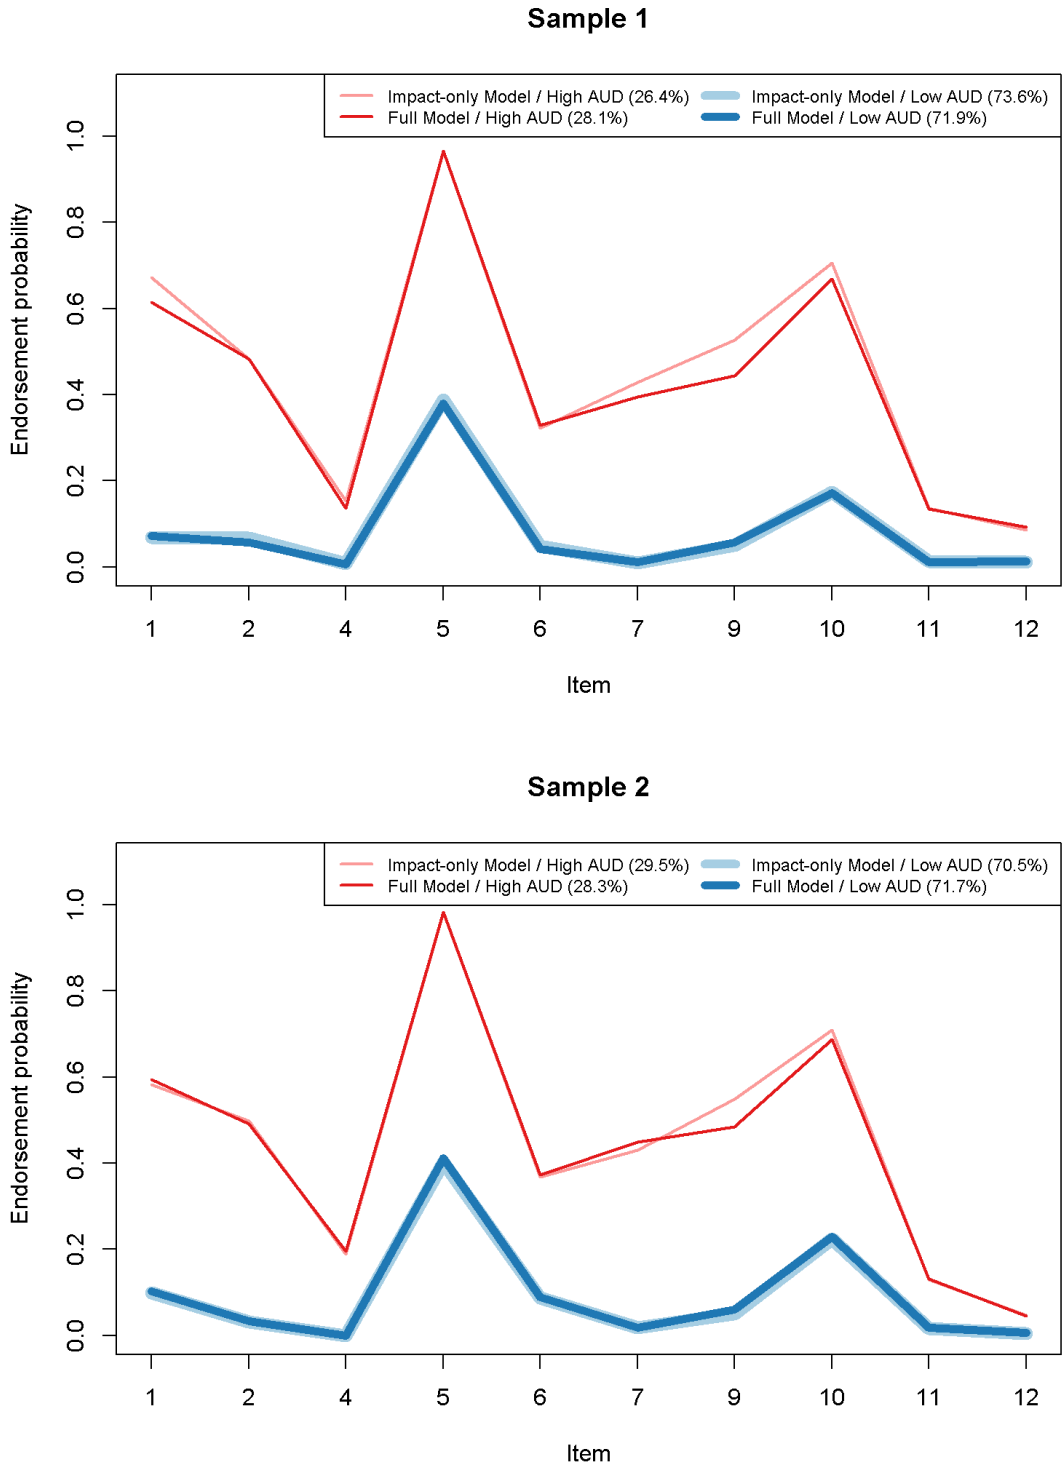 Sample 1
Impact-only Model / High AUD (26.4%) Impact-only Model / Low AUD (73.6%)
Full Model / High AUD (28.1%) Full Model / Low AUD (71.9%)
Endorsement probability
1.0
0.8
0.6
0.4
0.2
0.0
1 2 4 5 6 7 9 10 11 12
Item
Sample 2
Impact-only Model / High AUD (29.5%) Impact-only Model / Low AUD (70.5%)
Full Model / High AUD (28.3%) Full Model / Low AUD (71.7%)
Endorsement probability
1.0
0.8
0.6
0.4
0.2
0.0
1 2 4 5 6 7 9 10 11 12
Item